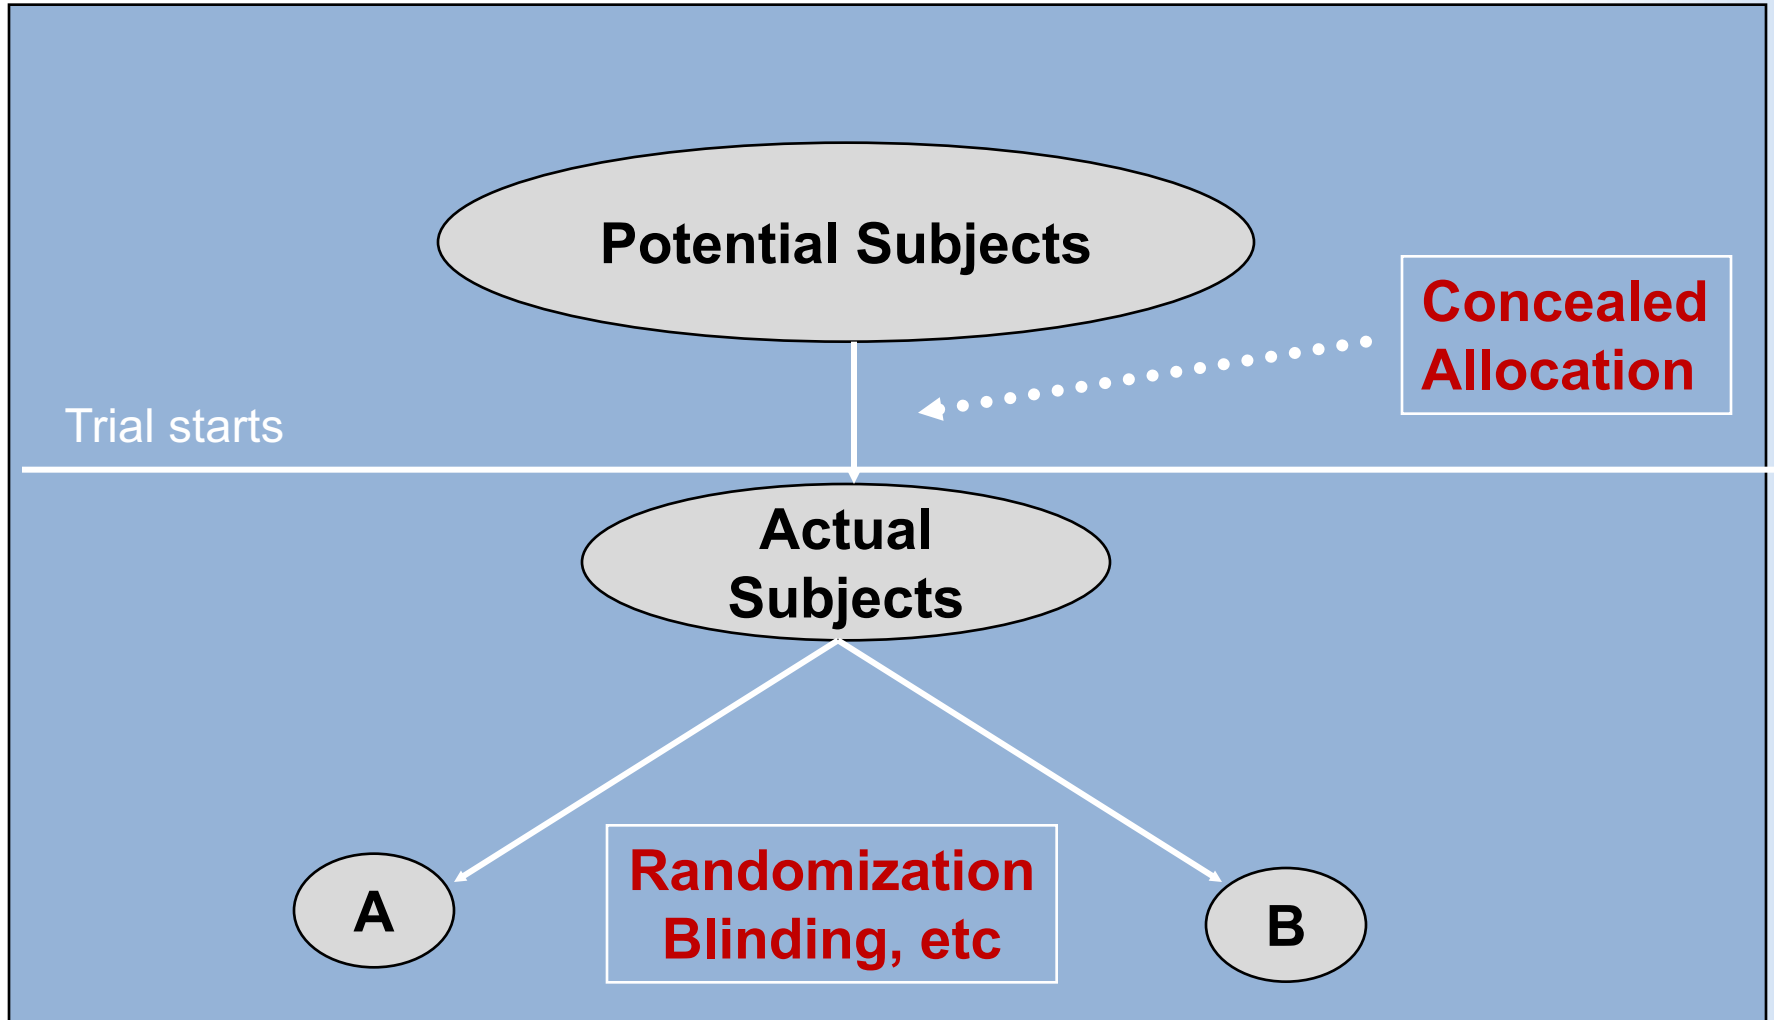 Potential Subjects
Concealed
Allocation
Trial starts
Actual
Subjects
A
Randomization
Blinding, etc
B